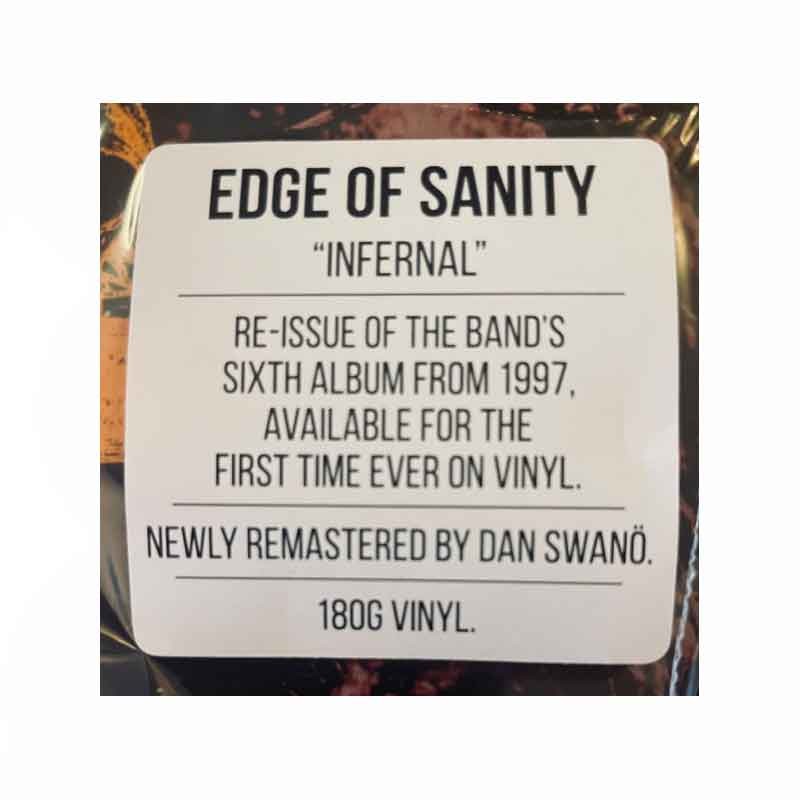 EDGE OF SANITY
“INFERNAL”
RE-ISSUE OF THE BAND'S
SIXTH ALBUM FROM 1997,
AVAILABLE FOR THE
FIRST TIME EVER ON VINYL.
NEWLY REMASTERED BY DAN SWANÖ.
180G VINYL.